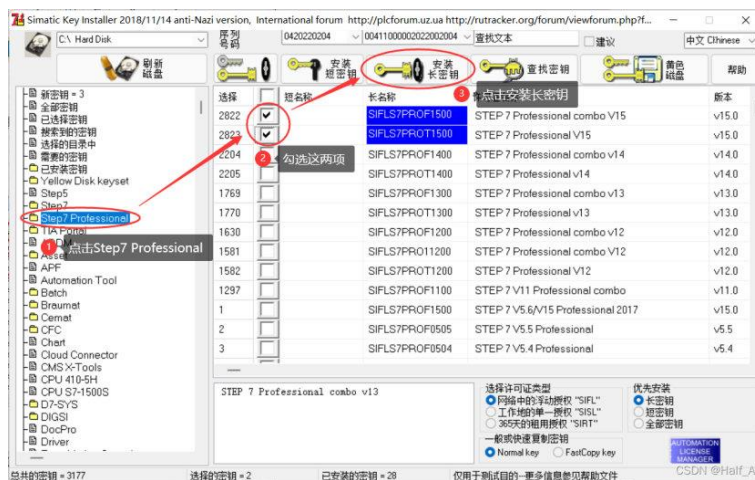 Simatic Key Installer 2018/11/14 anti-Nazi version, International forum http://plcforum.uz.ua http://rutracker.org/forum/viewforum.php?f...
C:\ Hard Disk
序列号码
0420220204
00411000002022002004
查找文本
建议
中文 Clhinese
刷新磁盘
安装短密钥
安装长密钥
查找密钥
黄色磁盘
帮助
3 点击安装长密钥
新密钥 = 3
全部密钥
已选择密钥
搜索到的密钥
选择的目录中
需要的密钥
已安装密钥
Yellow Disk keyset
Step5
Step7
Step7 Professional
TIA Portal
1 点击Step7 Professional
APF
Automation Tool
Batch
Braumat
Cemat
CFC
Chart
Cloud Connector
CMS X-Tools
CPU 410-5H
CPU S7-1500S
D7-SYS
DIGSI
DocPro
Driver
选择 短名称 长名称 版本
2822 SIFLS7PROF1500 STEP 7 Professional combo V15 v15.0
2823 SIFLS7PROT1500 STEP 7 Professional V15 v15.0
2204 SIFLS7PROF1400 STEP 7 Professional combo v14 v14.0
2 勾选这两项
2205 SIFLS7PROT1400 STEP 7 Professional v14 v14.0
1769 SIFLS7PROF1300 STEP 7 Professional combo v13 v13.0
1770 SIFLS7PROT1300 STEP 7 Professional v13 v13.0
1630 SIFLS7PROF1200 STEP 7 Professional combo v12 v12.0
1581 SIFLS7PRO11200 STEP 7 Professional combo V12 v12.0
1582 SIFLS7PROT1200 STEP 7 Professional V12 v12.0
1297 SIFLS7PROF1100 STEP 7 V11 Professional combo v11.0
1 SIFLS7PROF1500 STEP 7 V5.6/V15 Professional 2017 v15.0
2 SIFLS7PROF0505 STEP 7 V5.5 Professional v5.5
3 SIFLS7PROF0504 STEP 7 V5.4 Professional v5.4
STEP 7 Professional combo v13
选择许可证类型
网络中的浮动授权 "SIFL"
工作地的单一授权 "SISL"
365天的租用授权 "SIRT"
一般或快速复制密钥
Normal key FastCopy key
优先安装
长密钥
短密钥
全部密钥
AUTOMATION
LICENSE
MANAGER
总共的密钥 = 3177
选择的密钥 = 2
已安装的密钥 = 28
仅用于测试目的--更多信息参见帮助文件
CSDN @Half_A